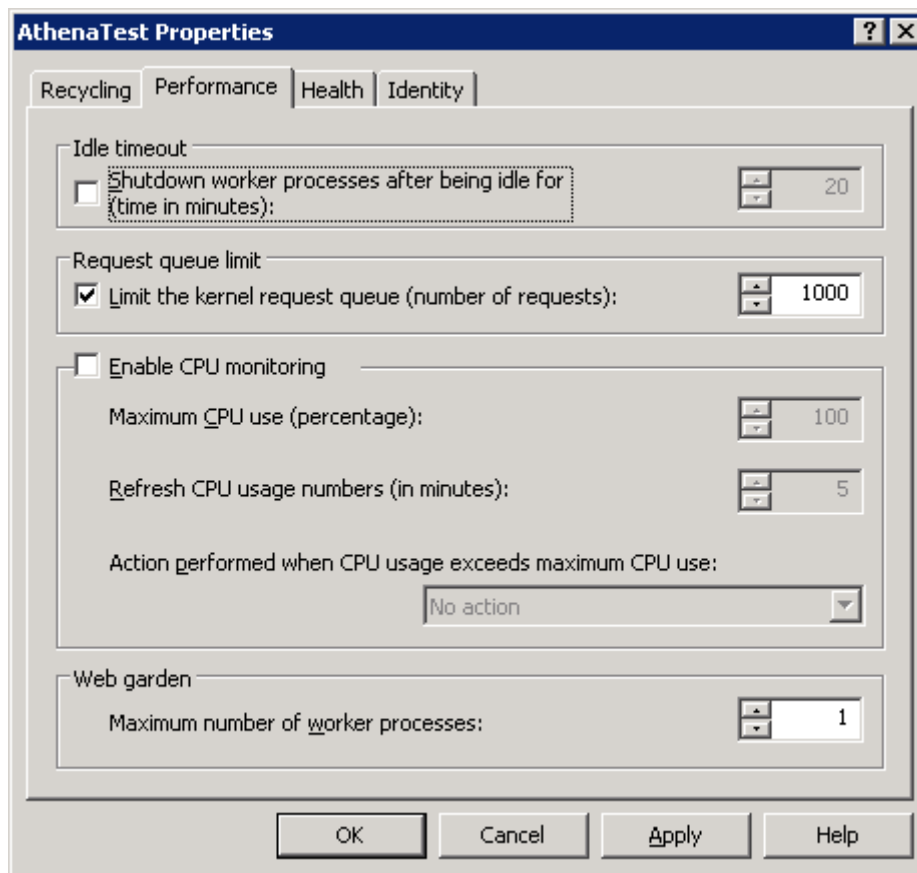 AthenaTest Properties
Recycling Performance Health Identity
Idle timeout
Shutdown worker processes after being idle for
(time in minutes):
20
Request queue limit
Limit the kernel request queue (number of requests):
1000
Enable CPU monitoring
Maximum CPU use (percentage):
100
Refresh CPU usage numbers (in minutes):
5
Action performed when CPU usage exceeds maximum CPU use:
No action
Web garden
Maximum number of worker processes:
1
OK Cancel Apply Help